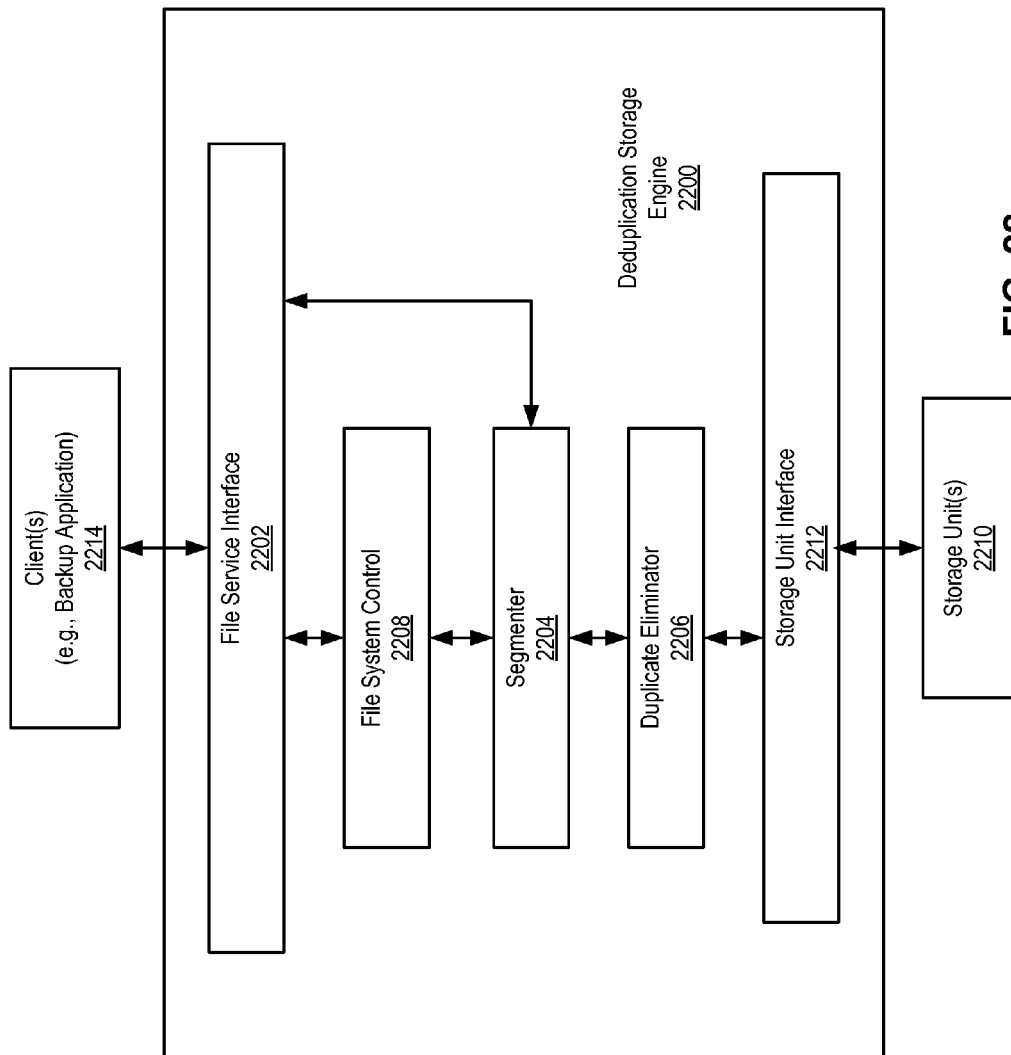 Client(s)
(e.g., Backup Application)
2214
File Service Interface
2202
File System Control
2208
Segmenter
2204
Duplicate Eliminator
2206
Deduplication Storage
Engine
2200
Storage Unit Interface
2212
Storage Unit(s)
2210
FIG.